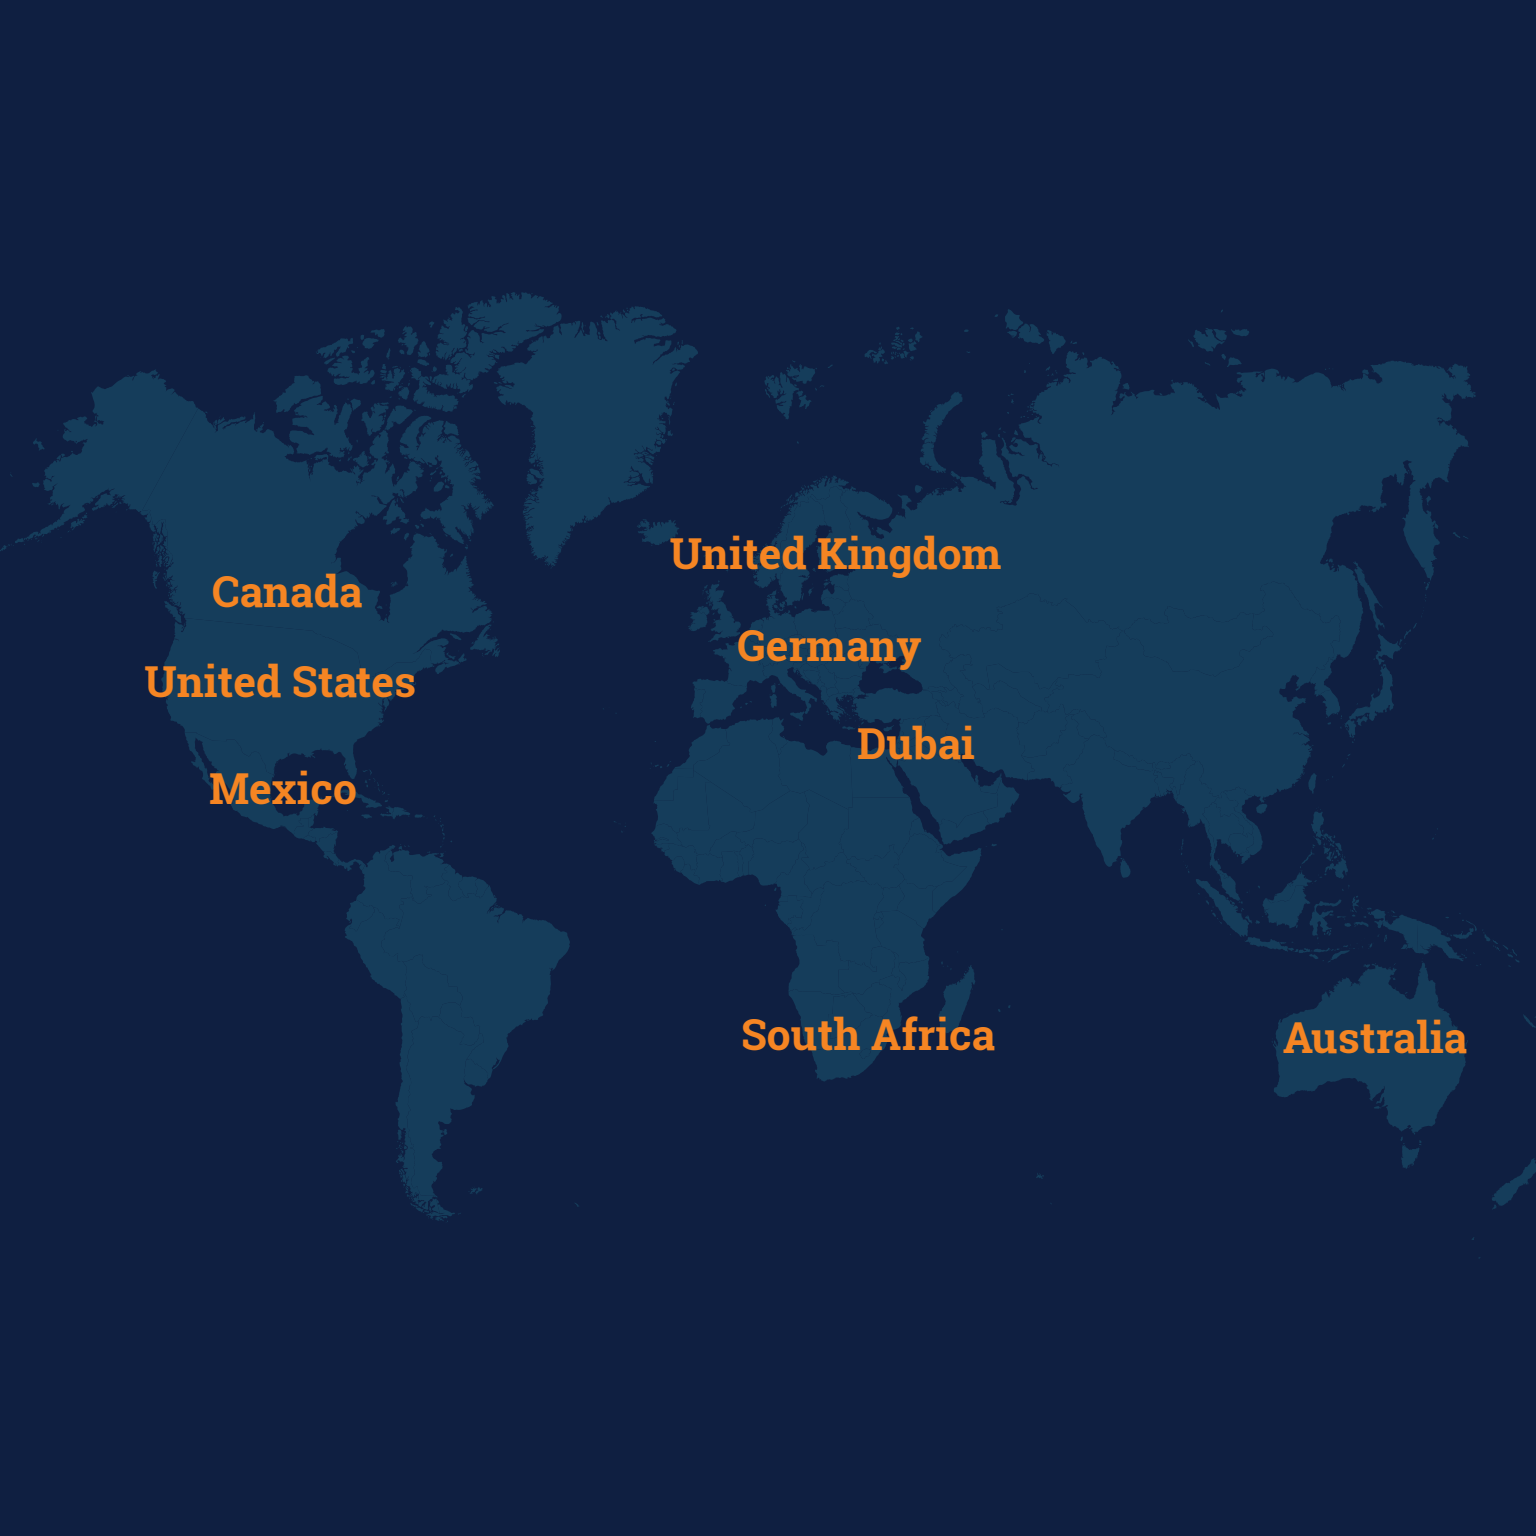 United Kingdom
Canada
Germany
United States
Dubai
Mexico
South Africa
Australia